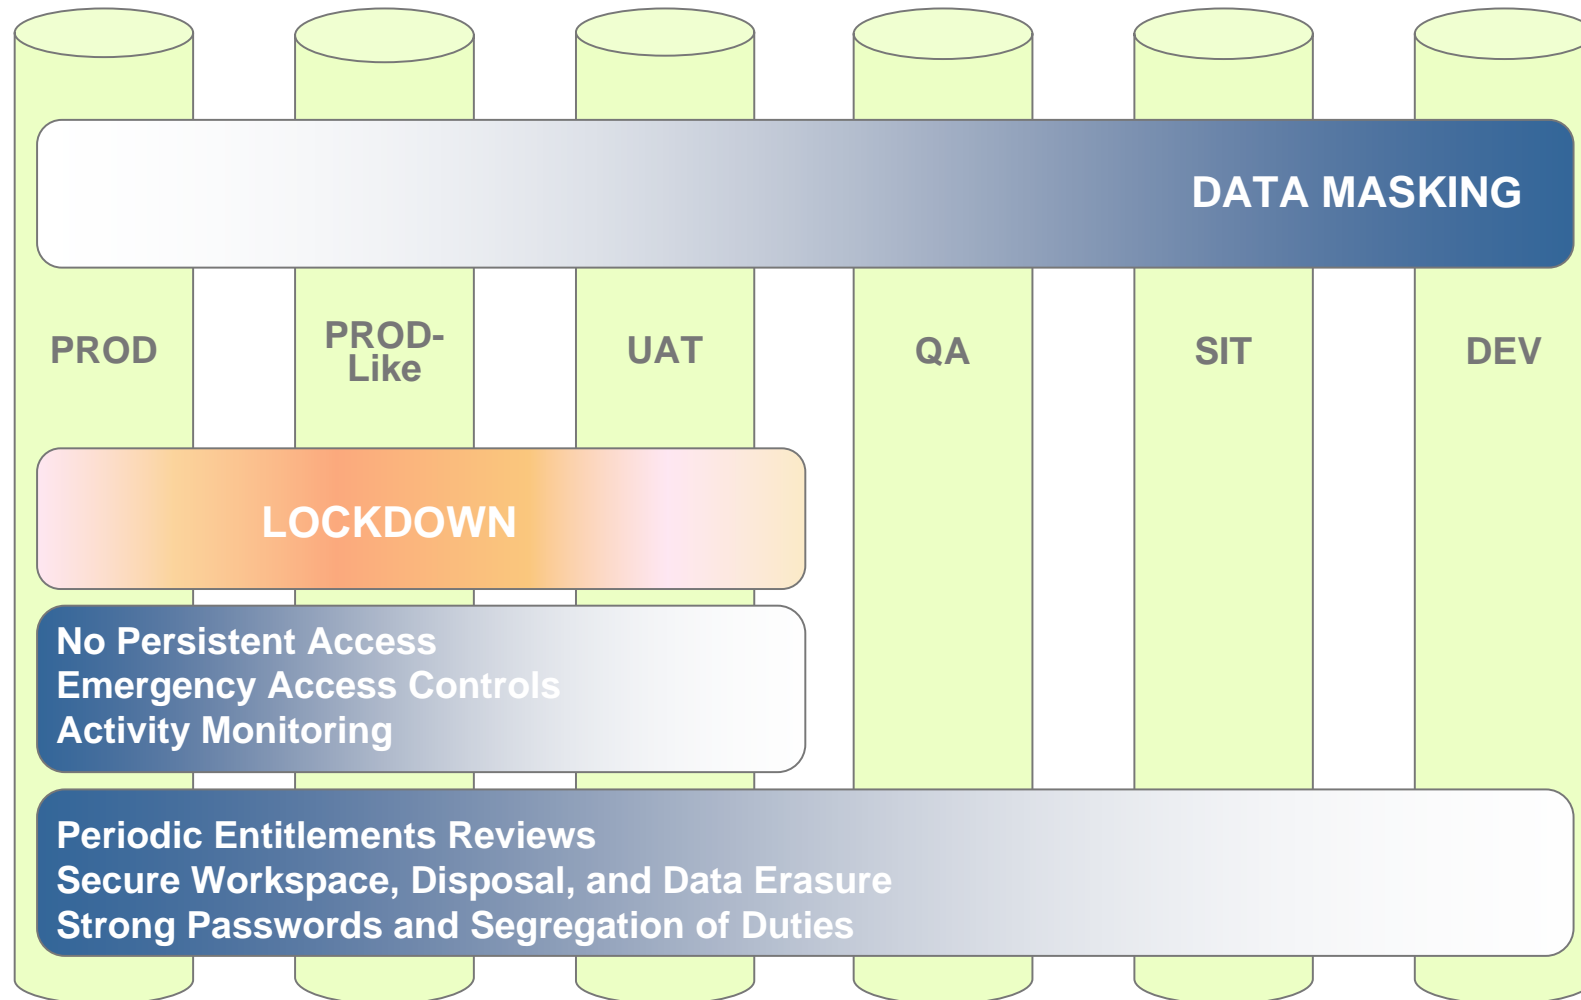 DATA MASKING
PROD
PROD-
Like
UAT
QA
SIT
DEV
LOCKDOWN
No Persistent Access
Emergency Access Controls
Activity Monitoring
Periodic Entitlements Reviews
Secure Workspace, Disposal, and Data Erasure
Strong Passwords and Segregation of Duties